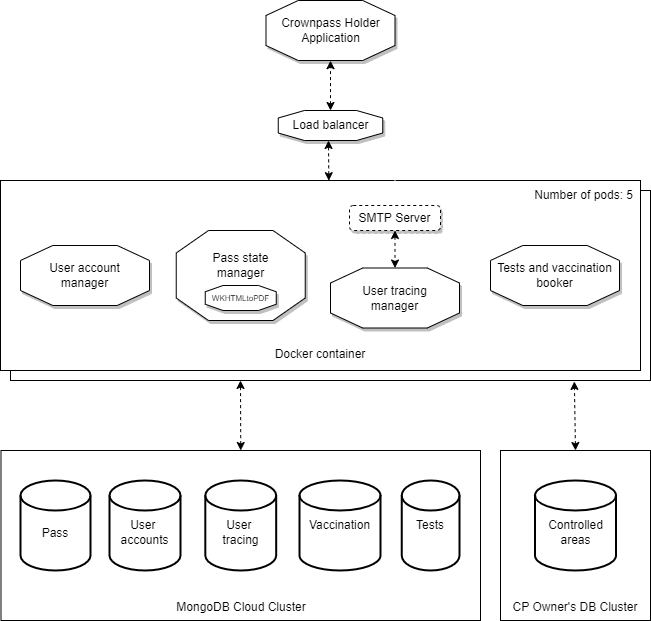 Crownpass Holder
Application
Load balancer
Number of pods: 5
SMTP Server
User account
manager
Pass state
manager
WKHTMLtoPDF
User tracing
manager
Tests and vaccination
booker
Docker container
Pass
User
accounts
User
tracing
Vaccination
Tests
Controlled
areas
MongoDB Cloud Cluster
CP Owner's DB Cluster